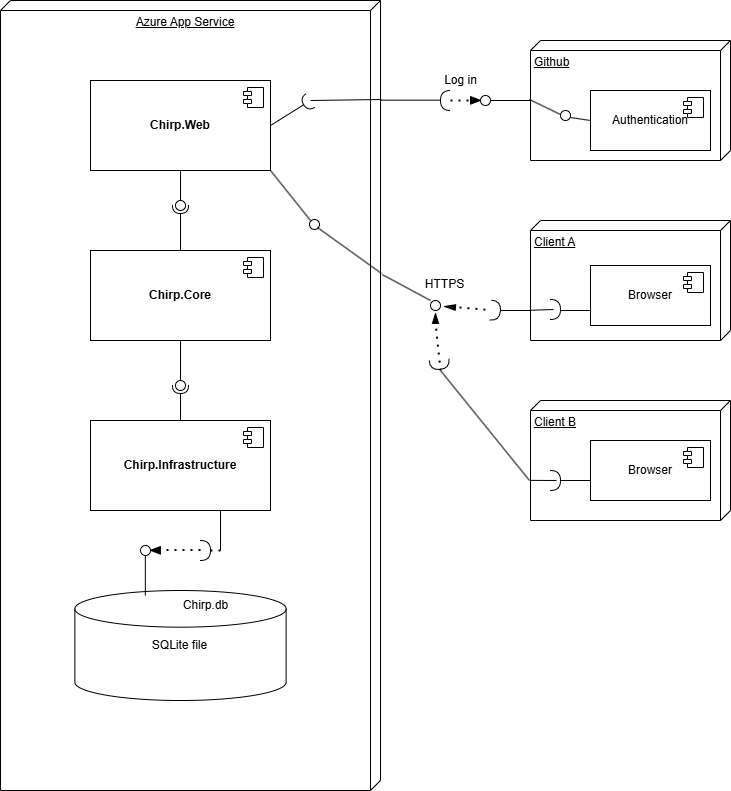 Azure App Service
Log in
Github
Chirp.Web
Authentication
Client A
HTTPS
Chirp.Core
Browser
Client B
Chirp.Infrastructure
Browser
Chirp.db
SQLite file